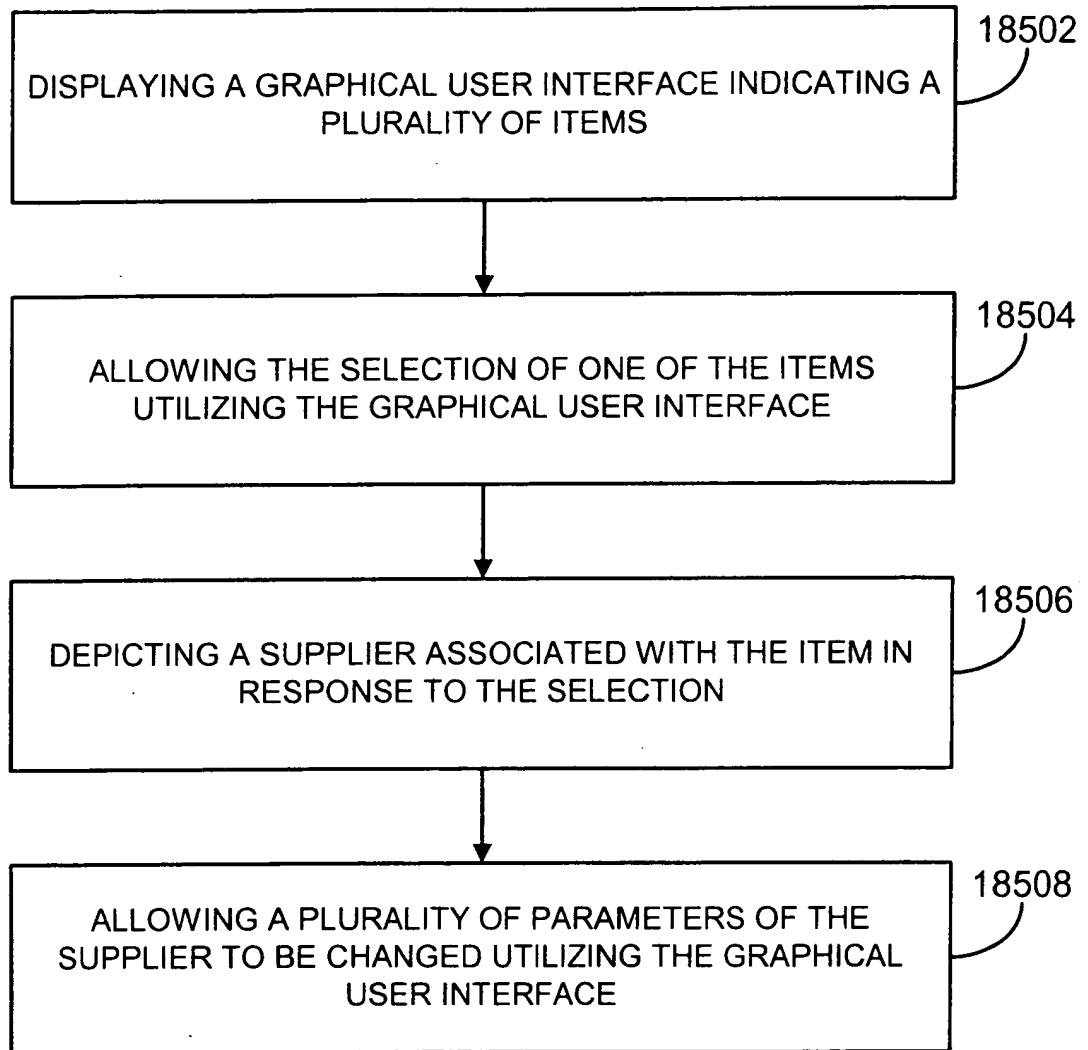 18502
DISPLAYING A GRAPHICAL USER INTERFACE INDICATING A
PLURALITY OF ITEMS
18504
ALLOWING THE SELECTION OF ONE OF THE ITEMS
UTILIZING THE GRAPHICAL USER INTERFACE
18506
DEPICTING A SUPPLIER ASSOCIATED WITH THE ITEM IN
RESPONSE TO THE SELECTION
18508
ALLOWING A PLURALITY OF PARAMETERS OF THE
SUPPLIER TO BE CHANGED UTILIZING THE GRAPHICAL
USER INTERFACE